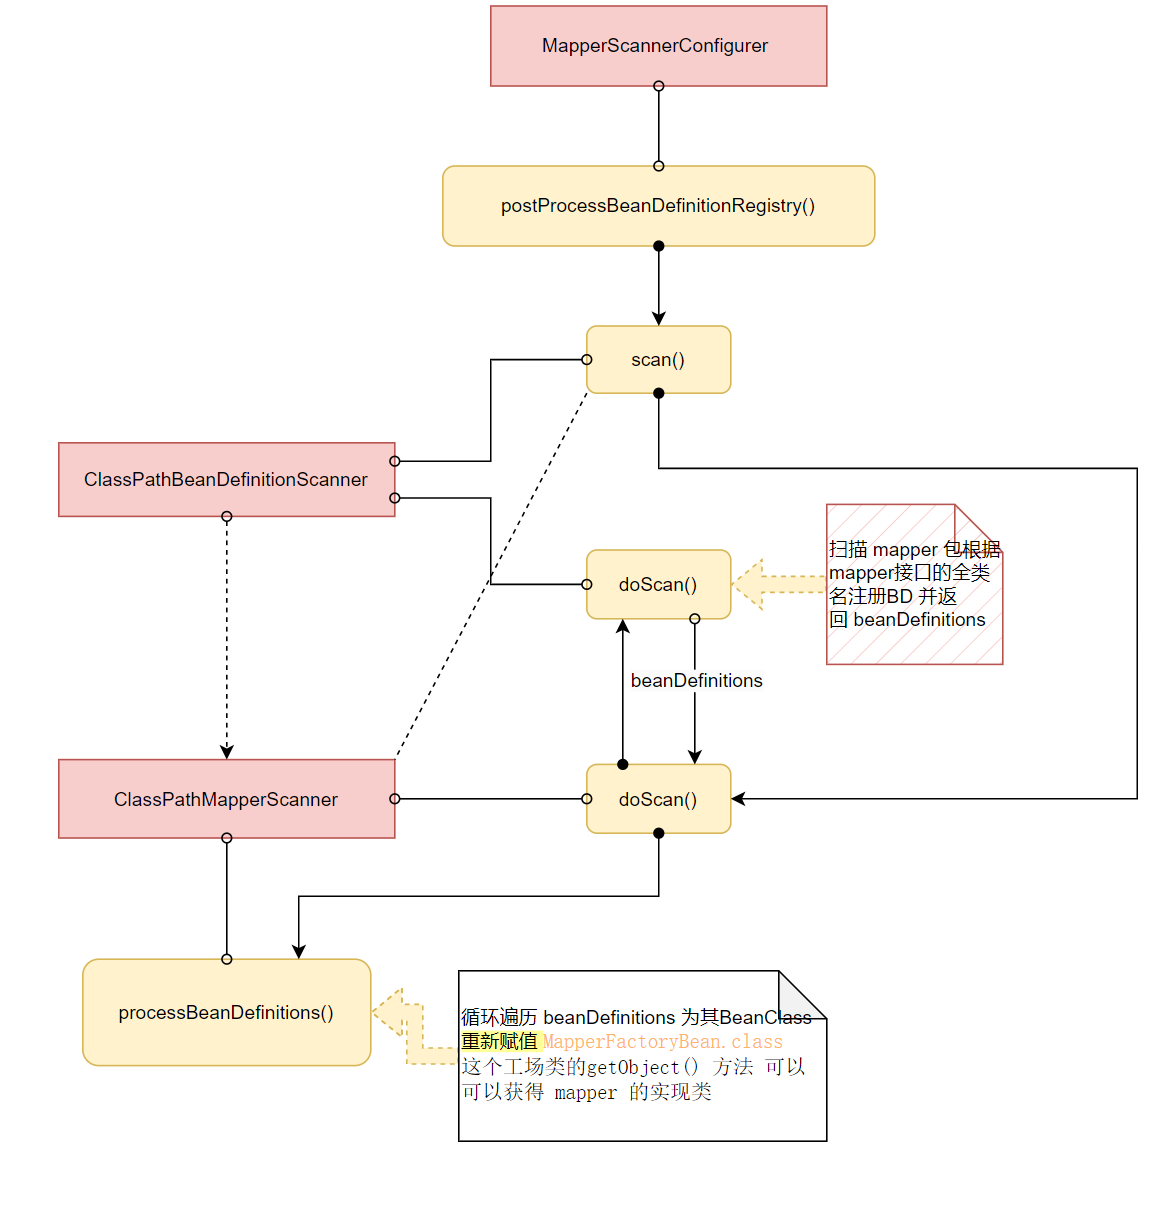 MapperScannerConfigurer
postProcessBeanDefinitionRegistry()
scan()
ClassPathBeanDefinitionScanner
doScan()
扫描 mapper 包根据
mapper接口的全类
名注册BD 并返
回 beanDefinitions
beanDefinitions
ClassPathMapperScanner
doScan()
processBeanDefinitions()
循环遍历 beanDefinitions 为其BeanClass
重新赋值 MapperFactoryBean.class
这个工场类的getObject() 方法 可以
可以获得 mapper 的实现类